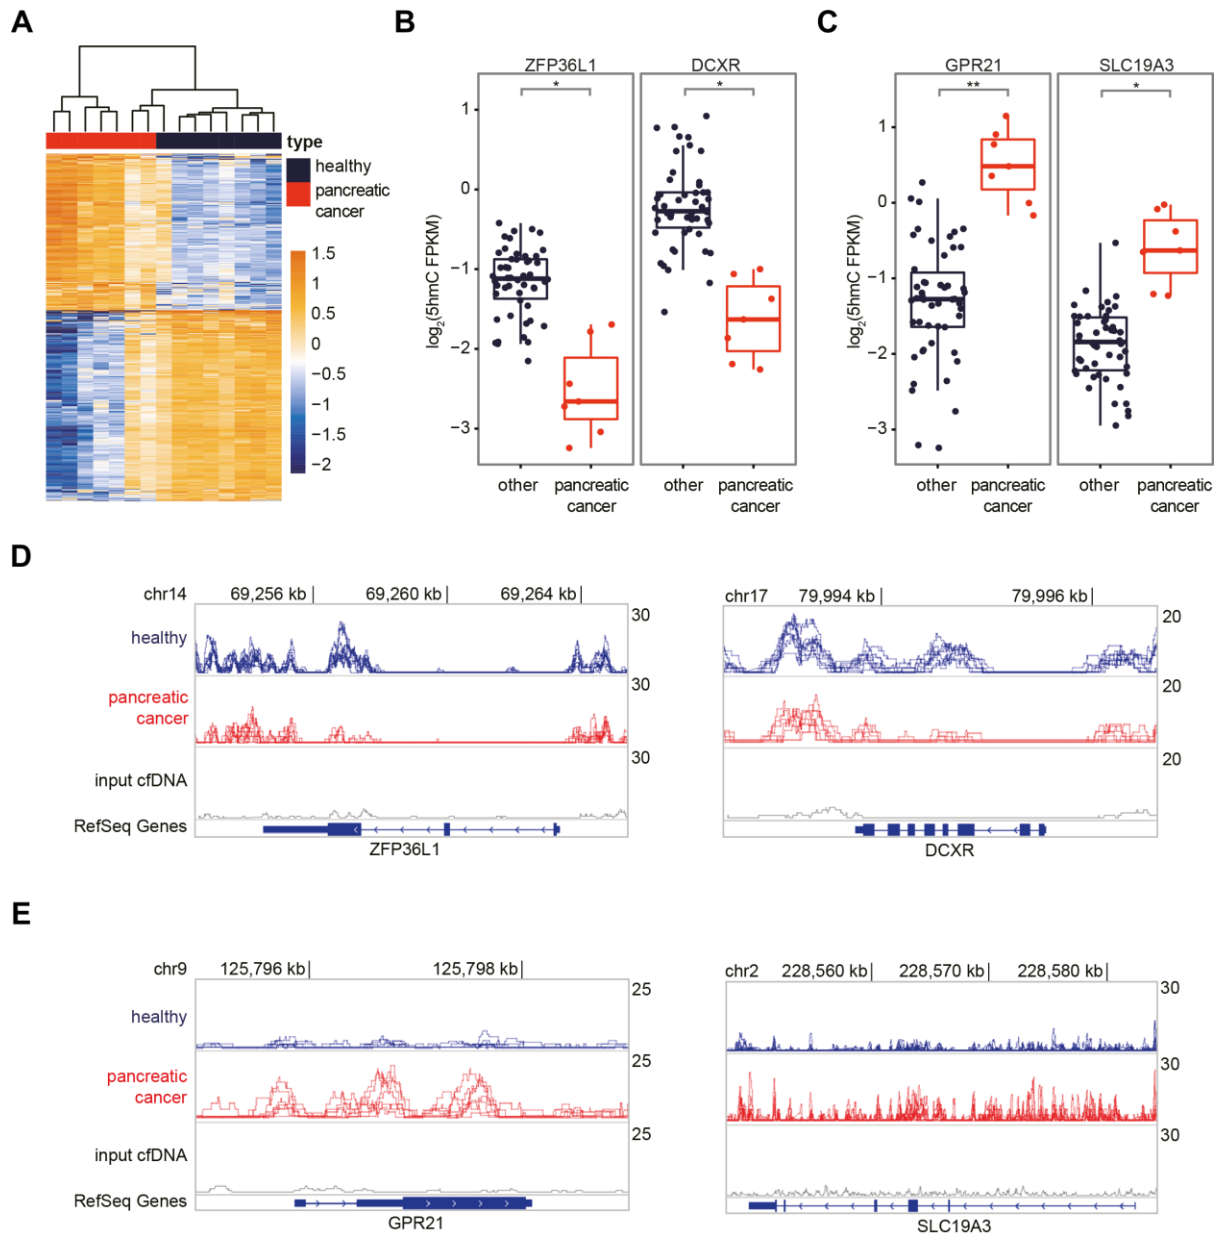 A
B
C
type
healthy
pancreatic
cancer
1.5
1
0.5
0
−0.5
−1
−1.5
−2
ZFP36L1
DCXR
*
*
log2(5hmC FPKM)
0
−1
−2
−3
other
pancreatic
cancer
other
pancreatic
cancer
GPR21
SLC19A3
**
*
log2(5hmC FPKM)
1
0
−1
−2
−3
other
pancreatic
cancer
other
pancreatic
cancer
D
chr14
69,256 kb
69,260 kb
69,264 kb
healthy
30
pancreatic
cancer
30
input cfDNA
30
RefSeq Genes
ZFP36L1
chr17
79,994 kb
79,996 kb
20
20
20
DCXR
E
chr9
125,796 kb
125,798 kb
healthy
25
pancreatic
cancer
25
input cfDNA
25
RefSeq Genes
GPR21
chr2
228,560 kb
228,570 kb
228,580 kb
30
30
30
SLC19A3